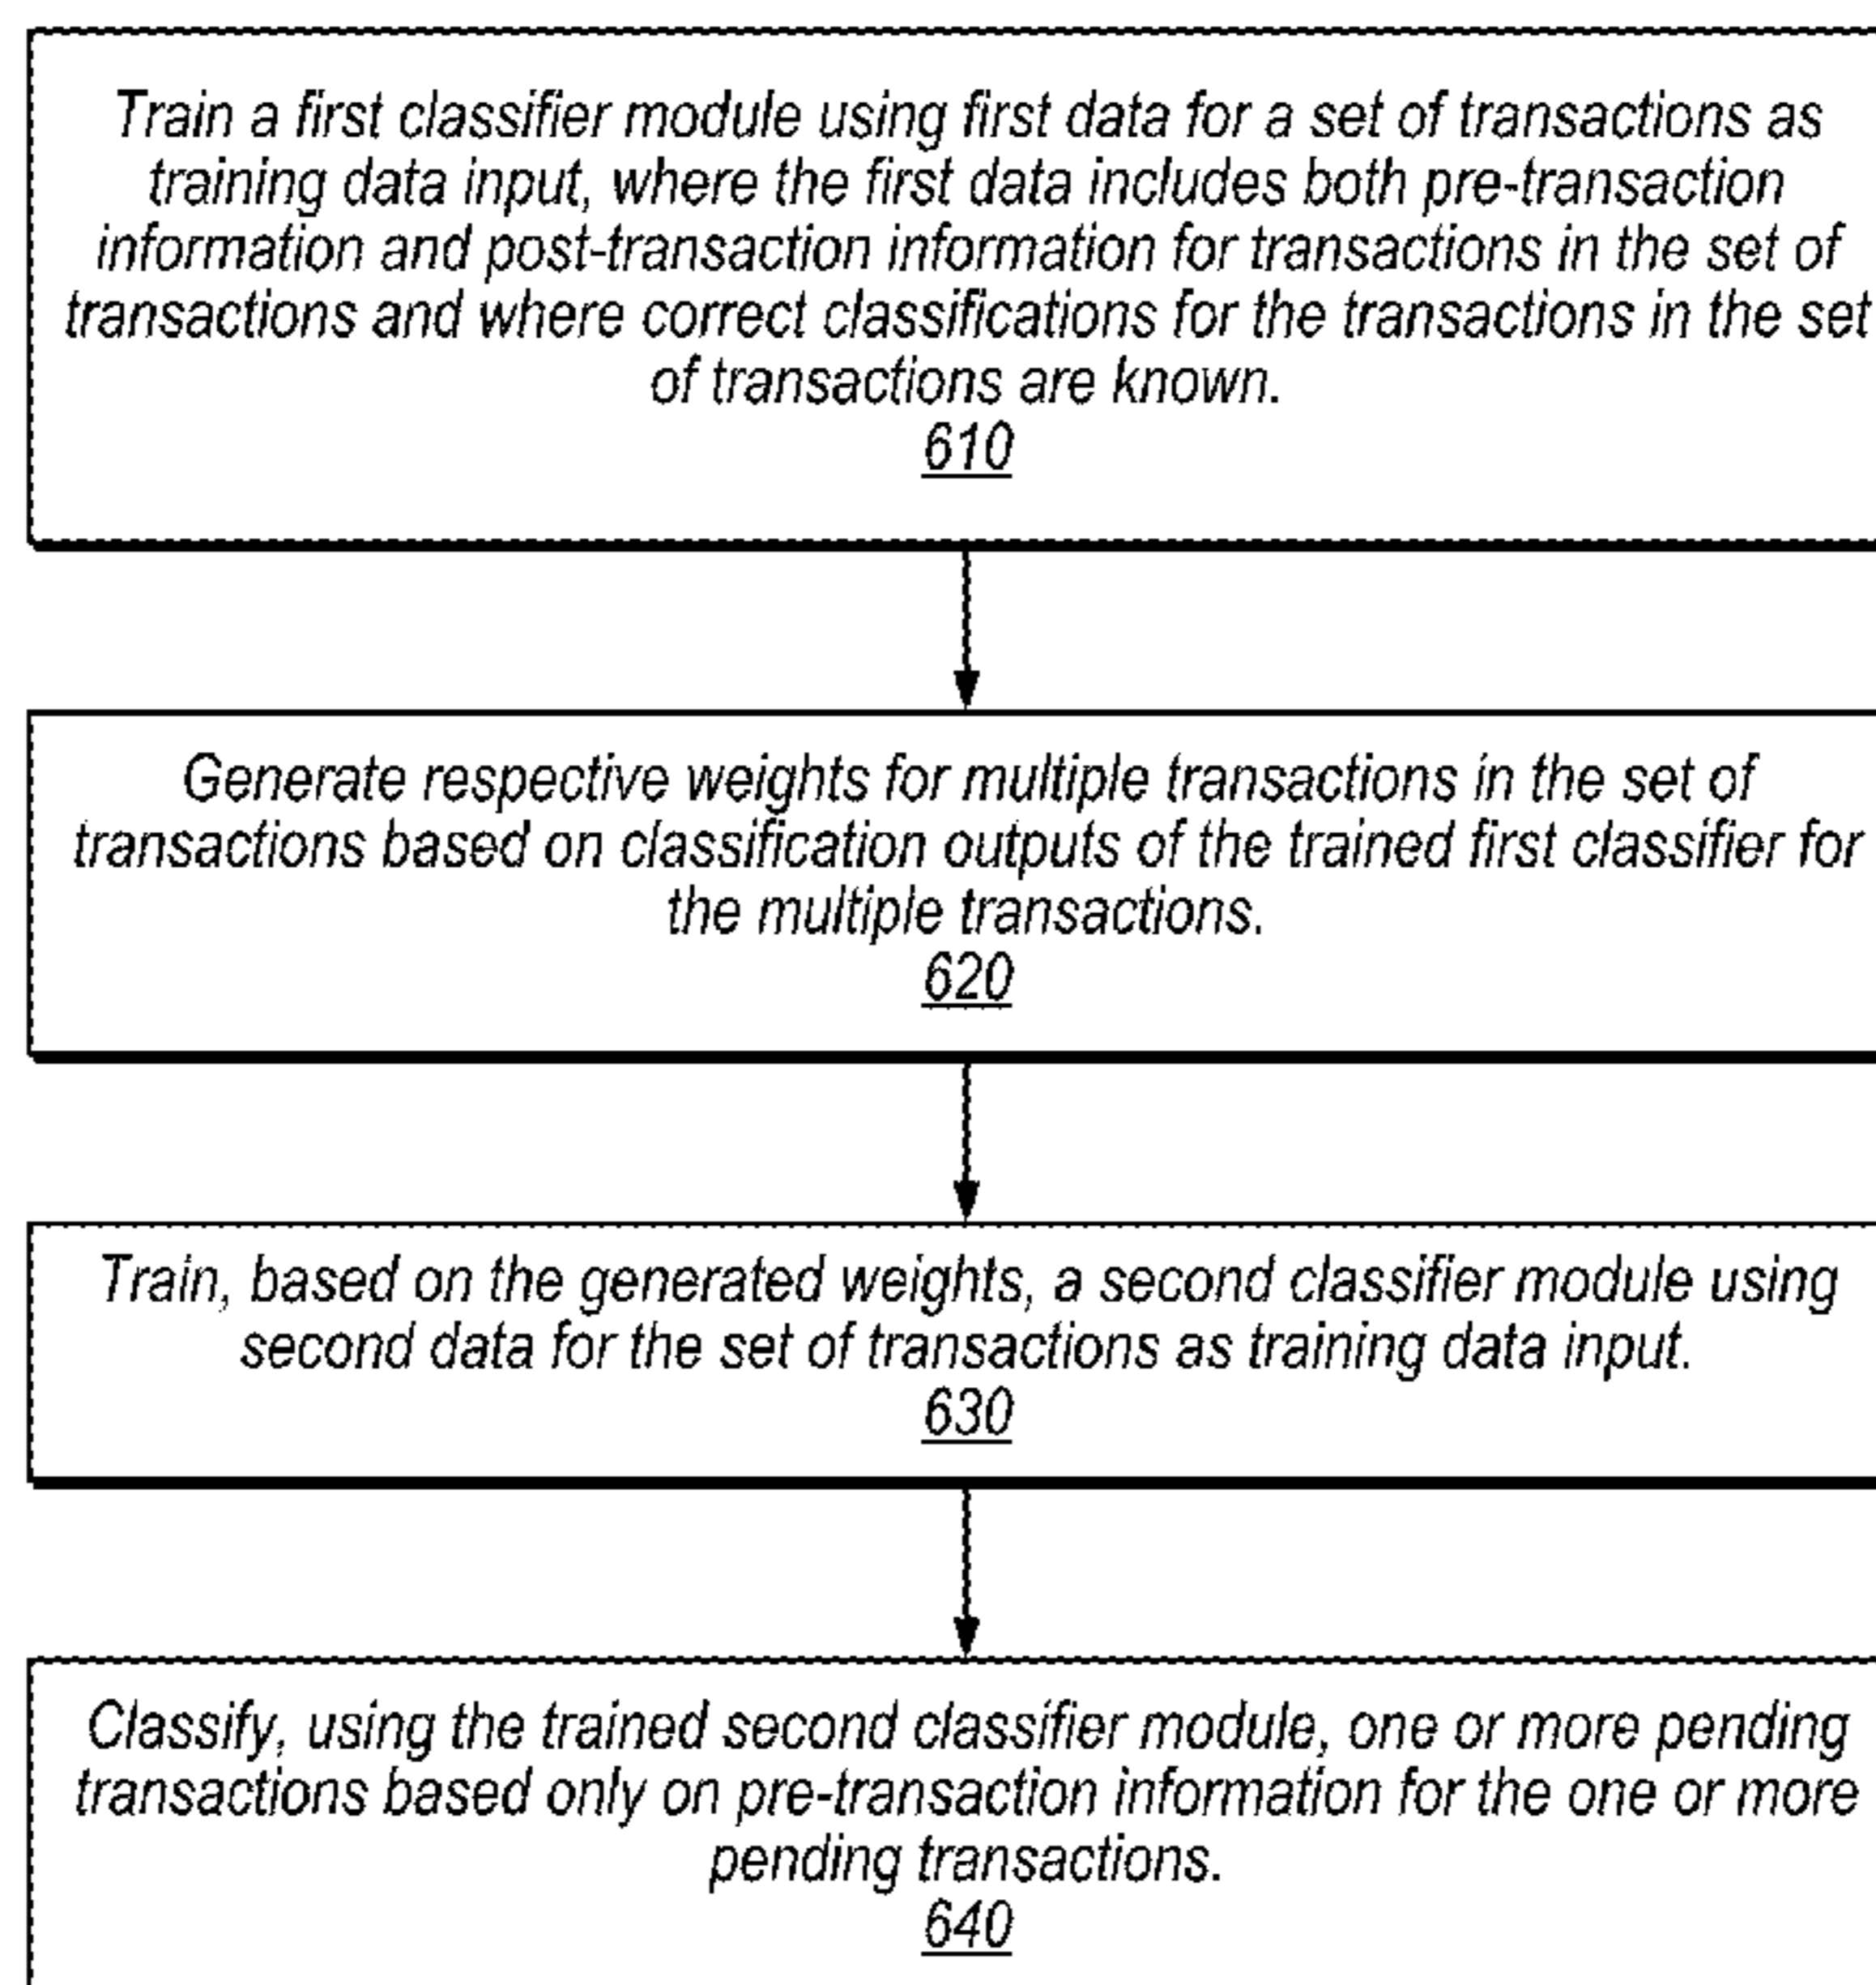 Train a first classifier module using first data for a set of transactions as
training data input, where the first data includes both pre-transaction
information and post-transaction information for transactions in the set of
transactions and where correct classifications for the transactions in the set
of transactions are known.
610
Generate respective weights for multiple transactions in the set of
transactions based on classification outputs of the trained first classifier for
the multiple transactions.
620
Train, based on the generated weights, a second classifier module using
second data for the set of transactions as training data input.
630
Classify, using the trained second classifier module, one or more pending
transactions based only on pre-transaction information for the one or more
pending transactions.
640